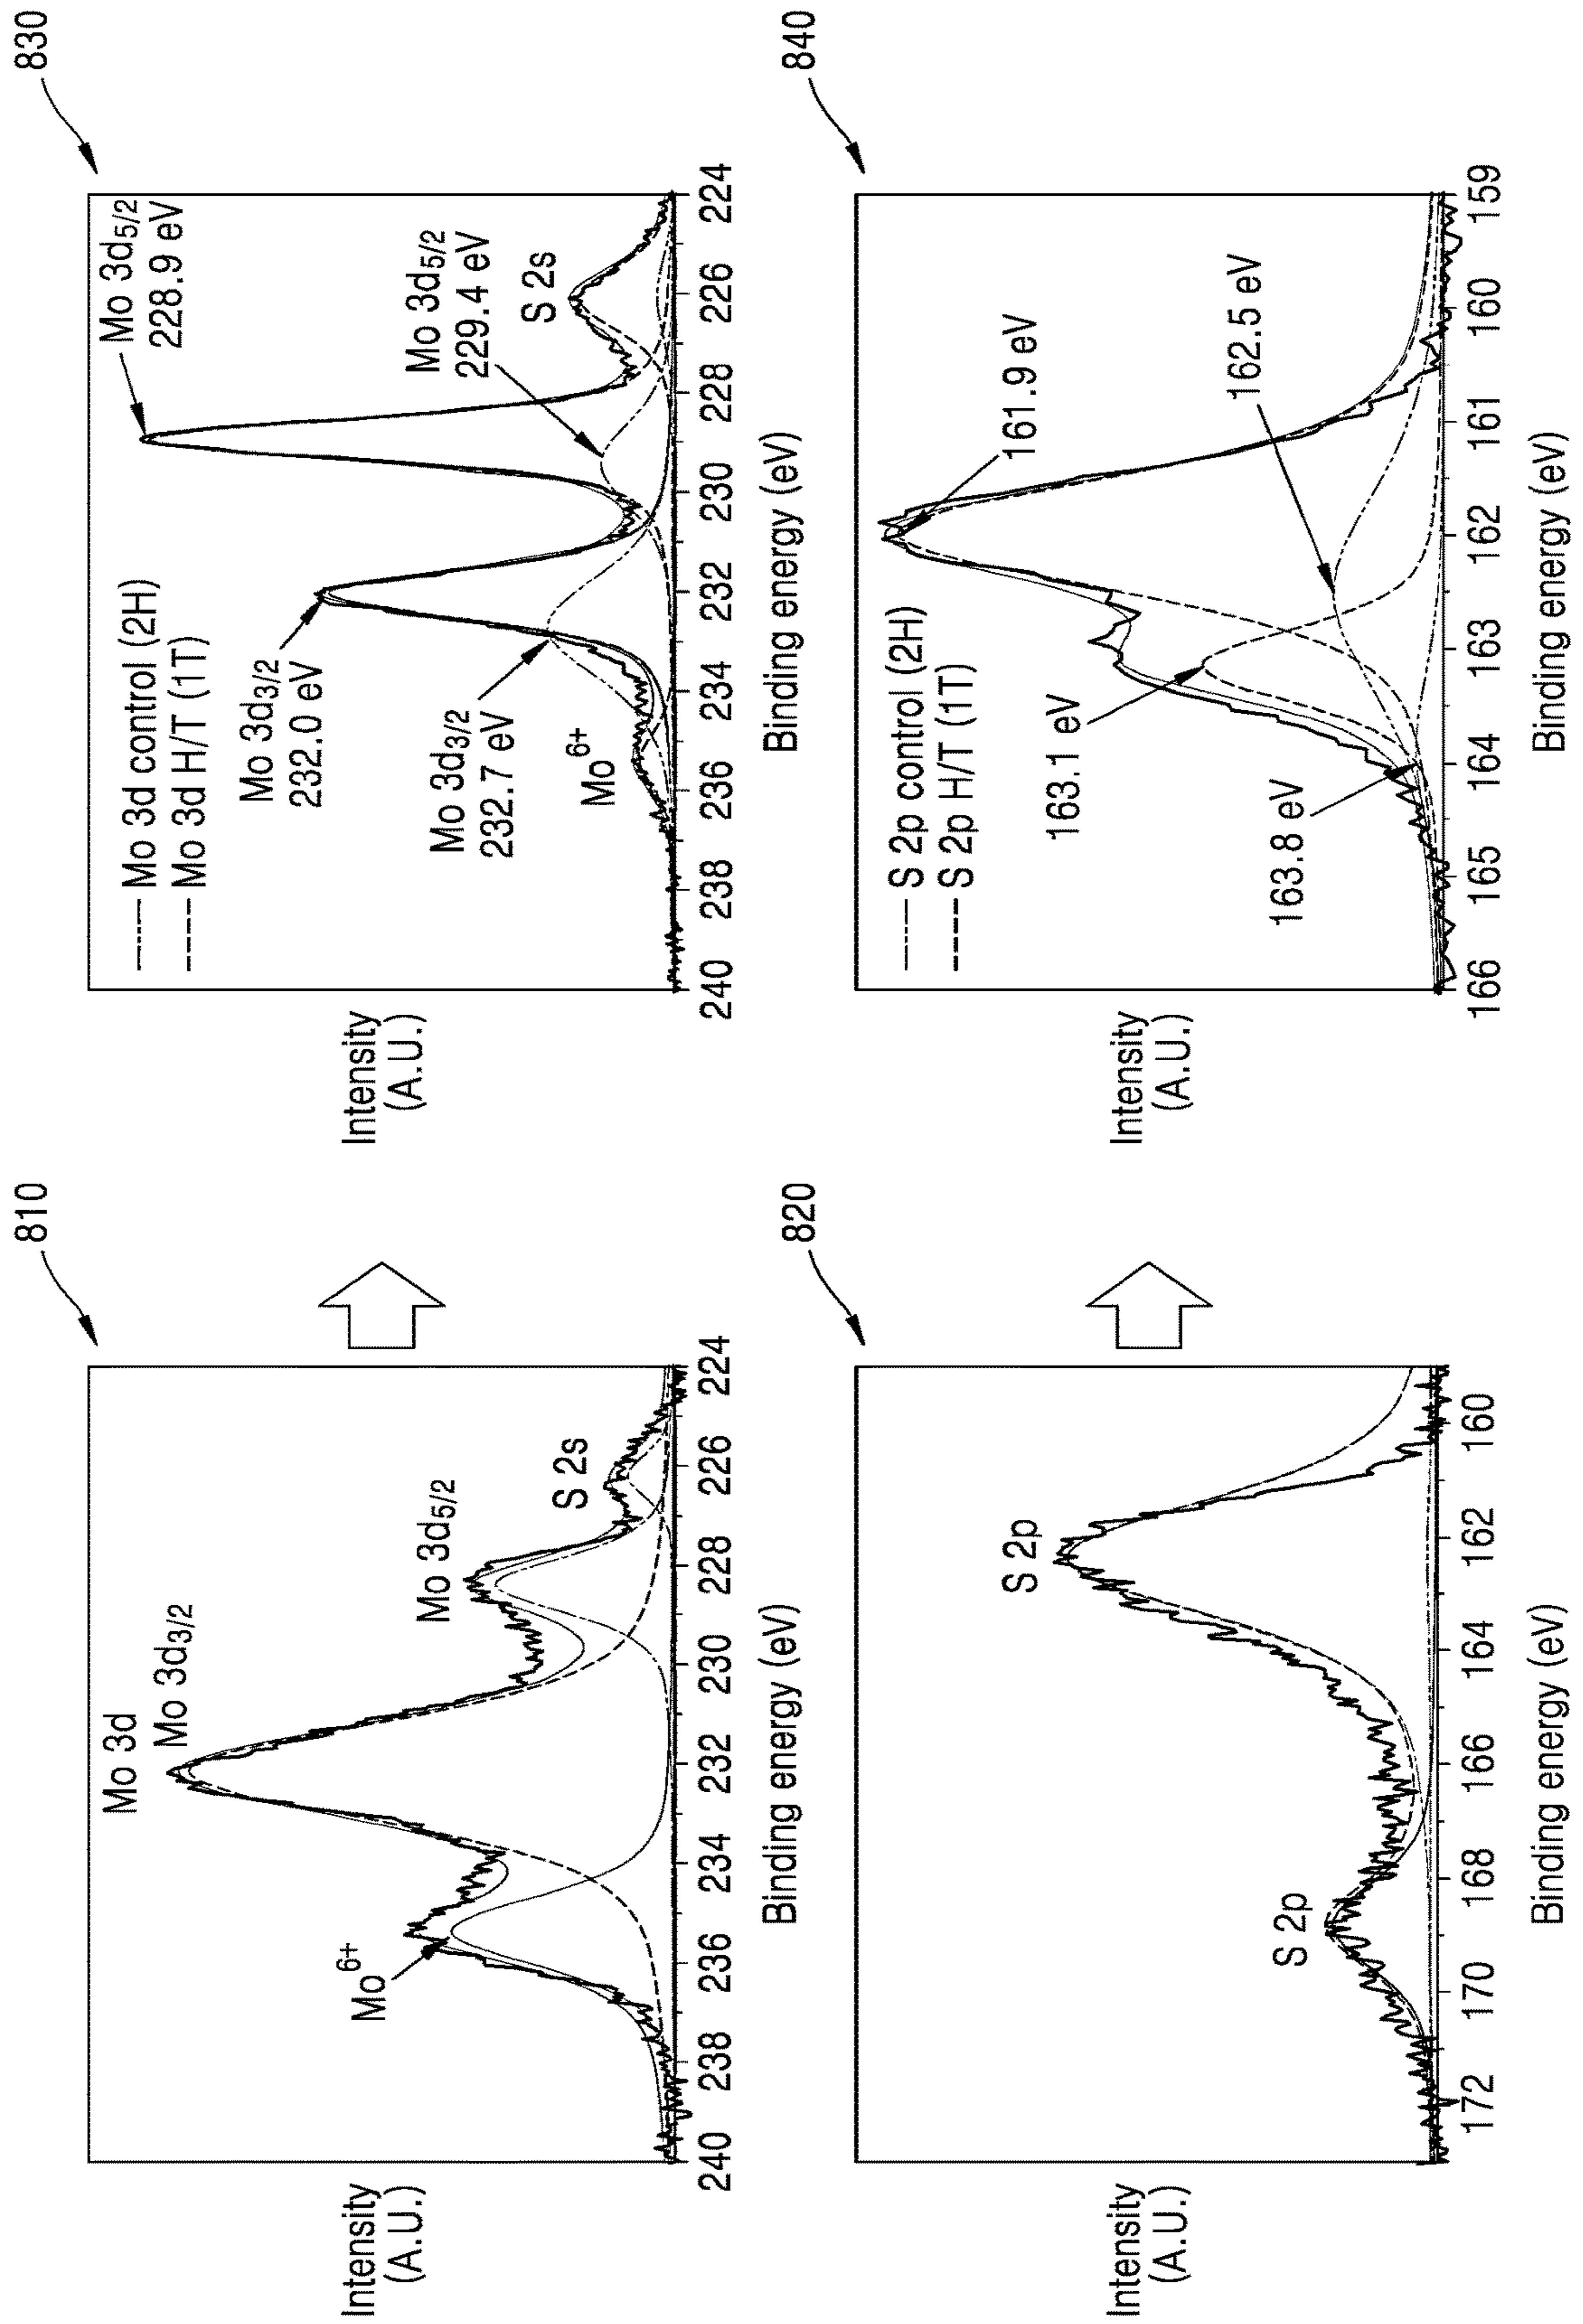 810
Mo 3d
Mo 3d3/2
Mo6+
Mo 3d5/2
S 2s
Intensity
(A.U.)
240 238 236 234 232 230 228 226 224
Binding energy (eV)
830
Mo 3d control (2H)
Mo 3d H/T (1T)
Mo 3d5/2
228.9 eV
Mo 3d3/2
232.0 eV
Mo 3d5/2
229.4 eV
Mo 3d3/2
232.7 eV
S 2s
Mo6+
Intensity
(A.U.)
240 238 236 234 232 230 228 226 224
Binding energy (eV)
820
S 2p
S 2p
Intensity
(A.U.)
172 170 168 166 164 162 160
Binding energy (eV)
840
S 2p control (2H)
S 2p H/T (1T)
161.9 eV
163.1 eV
162.5 eV
163.8 eV
Intensity
(A.U.)
166 165 164 163 162 161 160 159
Binding energy (eV)